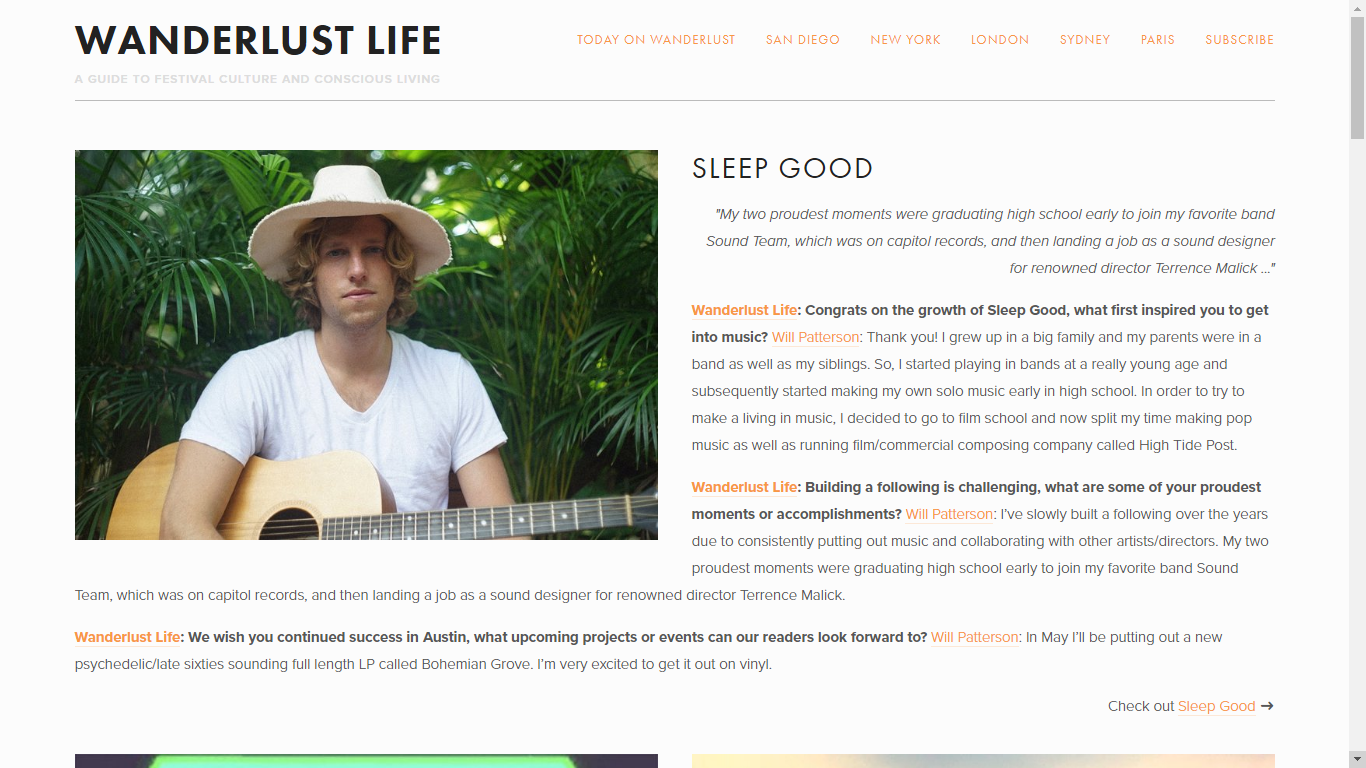 WANDERLUST LIFE
A GUIDE TO FESTIVAL CULTURE AND CONSCIOUS LIVING
TODAY ON WANDERLUST SAN DIEGO NEW YORK LONDON SYDNEY PARIS SUBSCRIBE
SLEEP GOOD
"My two proudest moments were graduating high school early to join my favorite band
Sound Team, which was on capitol records, and then landing a job as a sound designer
for renowned director Terrence Malick ..."
Wanderlust Life: Congrats on the growth of Sleep Good, what first inspired you to get
into music? Will Patterson: Thank you! I grew up in a big family and my parents were in a
band as well as my siblings. So, I started playing in bands at a really young age and
subsequently started making my own solo music early in high school. In order to try to
make a living in music, I decided to go to film school and now split my time making pop
music as well as running film/commercial composing company called High Tide Post.
Wanderlust Life: Building a following is challenging, what are some of your proudest
moments or accomplishments? Will Patterson: I've slowly built a following over the years
due to consistently putting out music and collaborating with other artists/directors. My two
proudest moments were graduating high school early to join my favorite band Sound
Team, which was on capitol records, and then landing a job as a sound designer for renowned director Terrence Malick.
Wanderlust Life: We wish you continued success in Austin, what upcoming projects or events can our readers look forward to? Will Patterson: In May I'll be putting out a new
psychedelic/late sixties sounding full length LP called Bohemian Grove. I'm very excited to get it out on vinyl.
Check out Sleep Good →